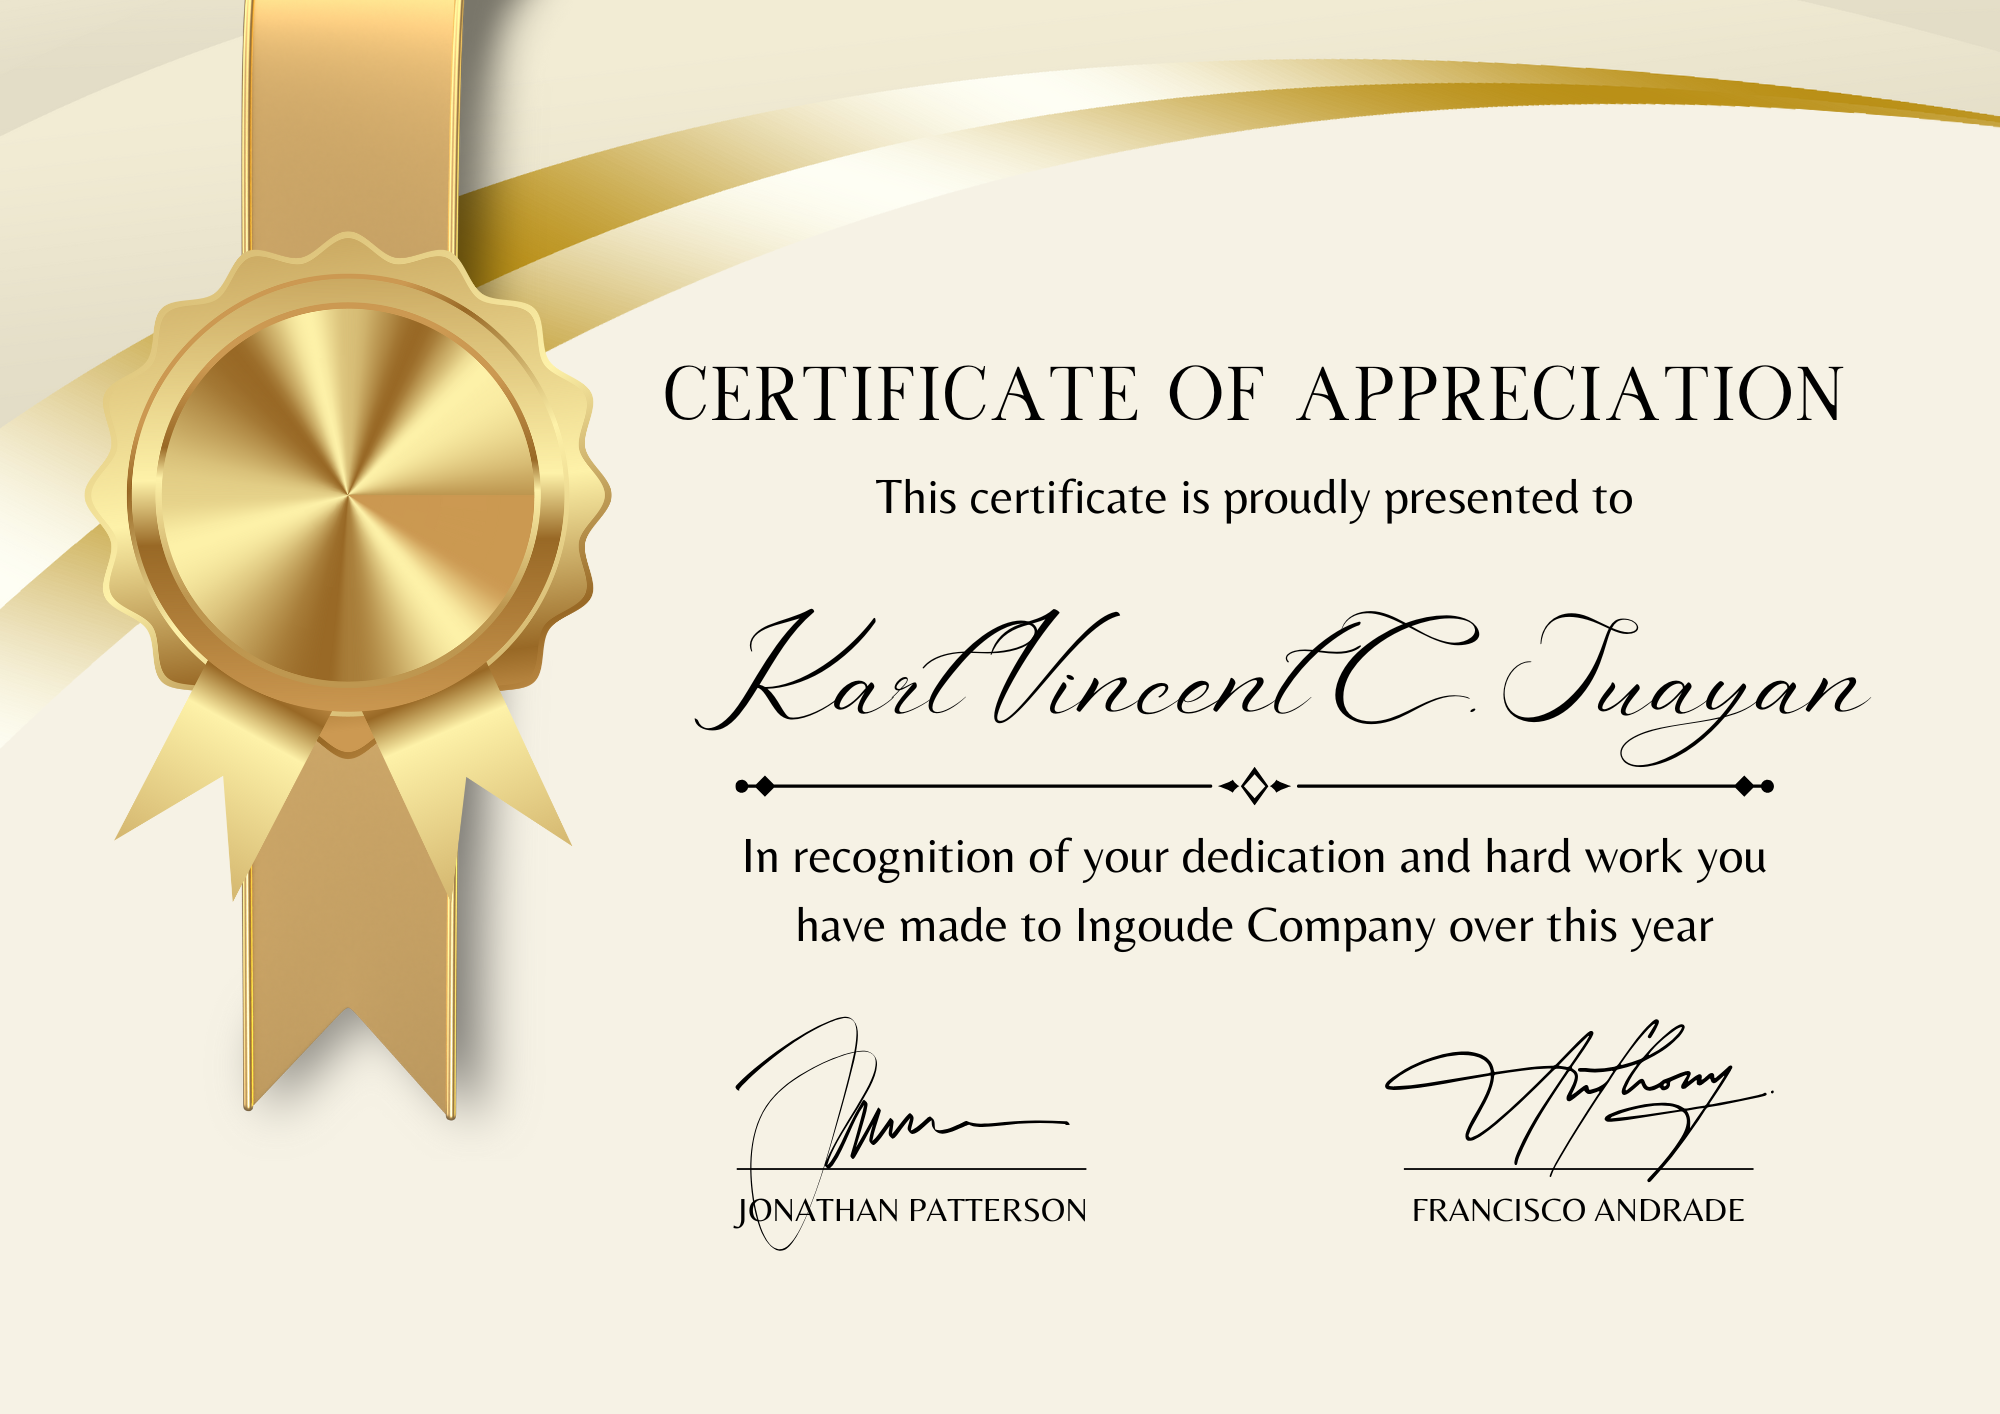 CERTIFICATE OF APPRECIATION
This certificate is proudly presented to
Karl Vincent C. Tuayan
In recognition of your dedication and hard work you
have made to Ingoude Company over this year
Anthony
JONATHAN PATTERSON
FRANCISCO ANDRADE